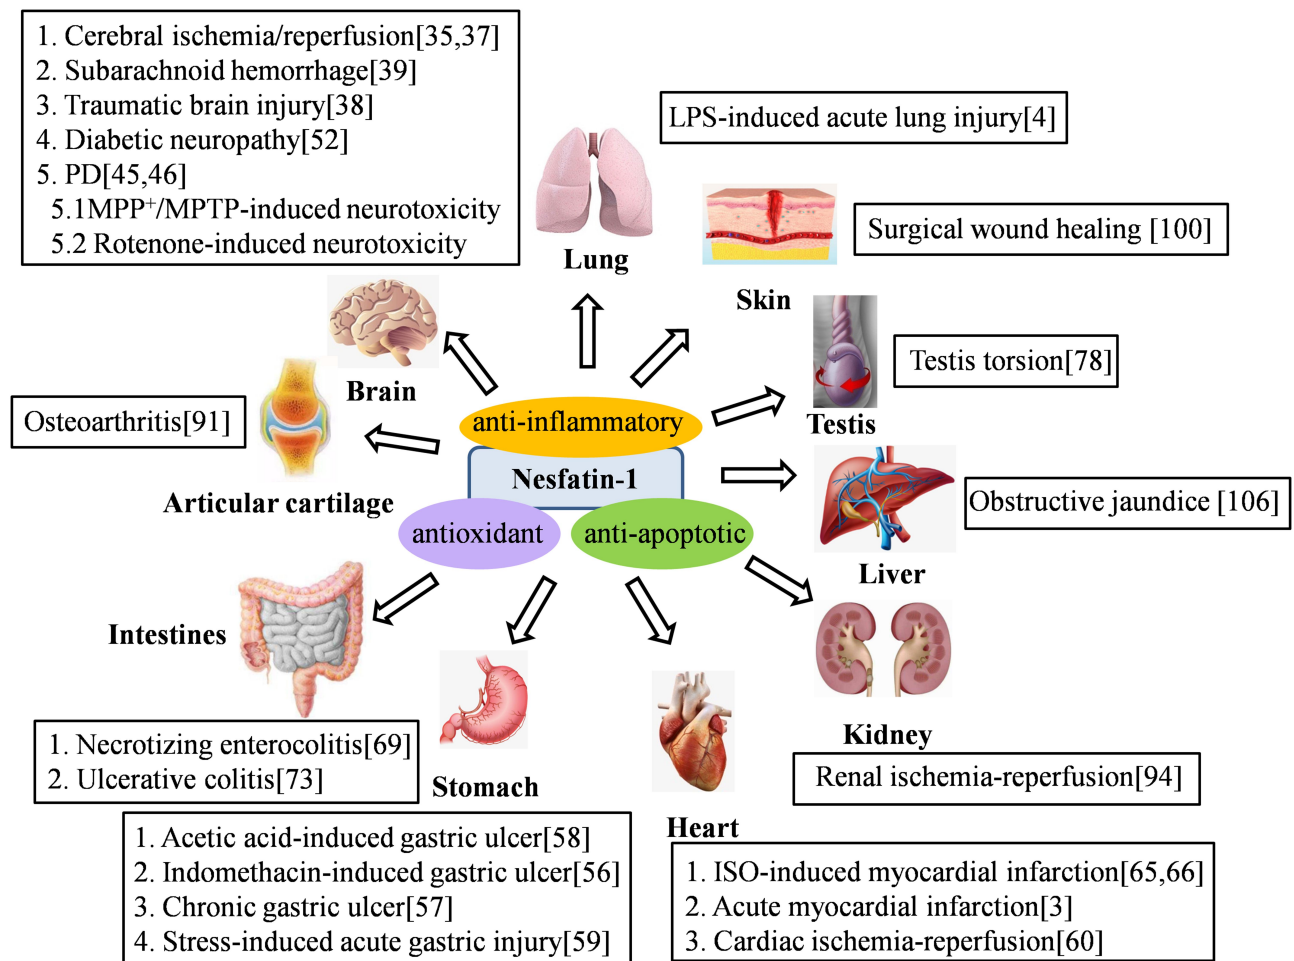 1. Cerebral ischemia/reperfusion[35,37]
2. Subarachnoid hemorrhage[39]
3. Traumatic brain injury[38]
4. Diabetic neuropathy[52]
5. PD[45,46]
5.1MPP⁺/MPTP-induced neurotoxicity
5.2 Rotenone-induced neurotoxicity
Brain
LPS-induced acute lung injury[4]
Lung
Surgical wound healing [100]
Skin
Testis torsion[78]
Testis
Osteoarthritis[91]
Articular cartilage
anti-inflammatory
Nesfatin-1
antioxidant
anti-apoptotic
Obstructive jaundice [106]
Liver
Intestines
1. Necrotizing enterocolitis[69]
2. Ulcerative colitis[73]
Stomach
1. Acetic acid-induced gastric ulcer[58]
2. Indomethacin-induced gastric ulcer[56]
3. Chronic gastric ulcer[57]
4. Stress-induced acute gastric injury[59]
Kidney
Renal ischemia-reperfusion[94]
Heart
1. ISO-induced myocardial infarction[65,66]
2. Acute myocardial infarction[3]
3. Cardiac ischemia-reperfusion[60]